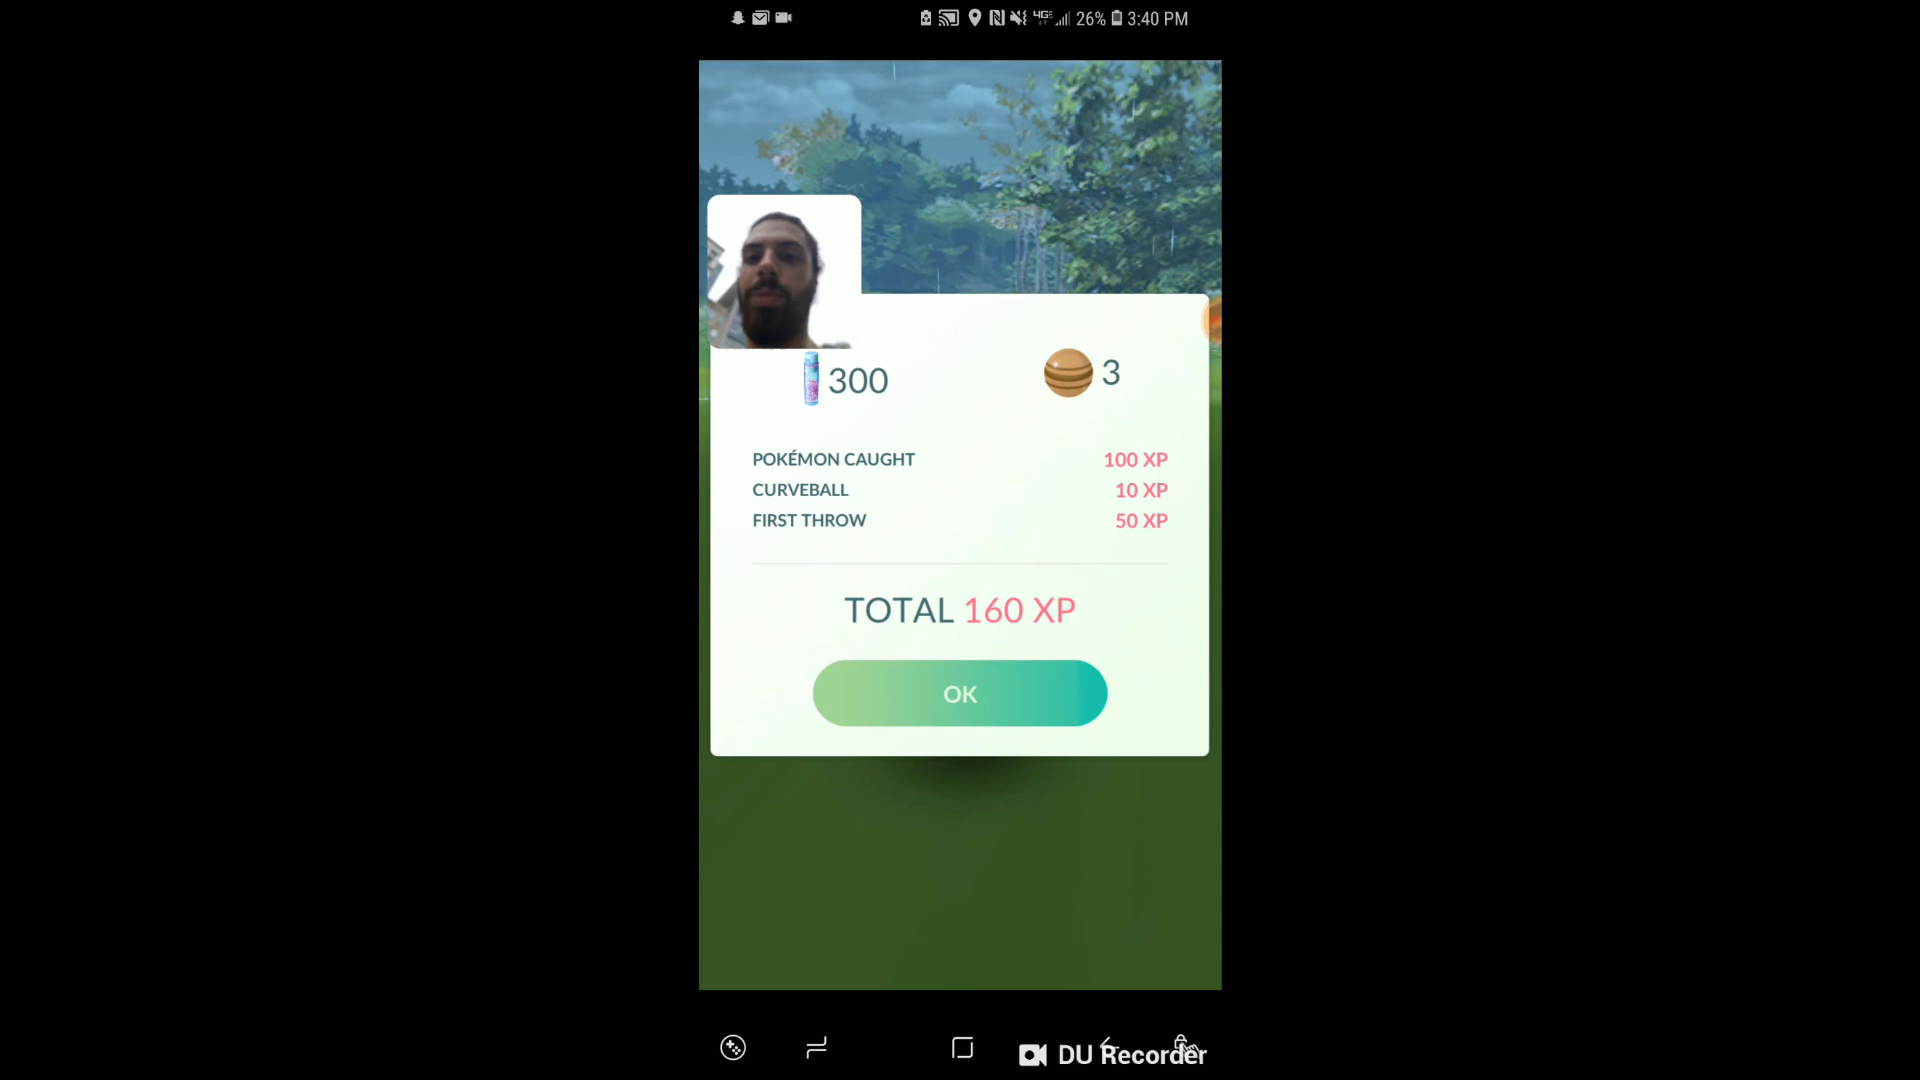 4GE 26% 3:40 PM
300
3
POKÉMON CAUGHT 100 XP
CURVEBALL 10 XP
FIRST THROW 50 XP
TOTAL 160 XP
OK
DU Recorder